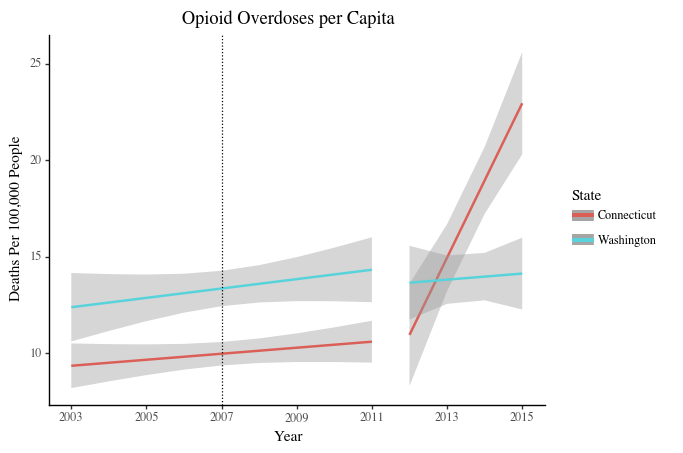 Opioid Overdoses per Capita
Deaths Per 100,000 People
25
20
15
10
2003
2005
2007
2009
2011
2013
2015
Year
State
Connecticut
Washington